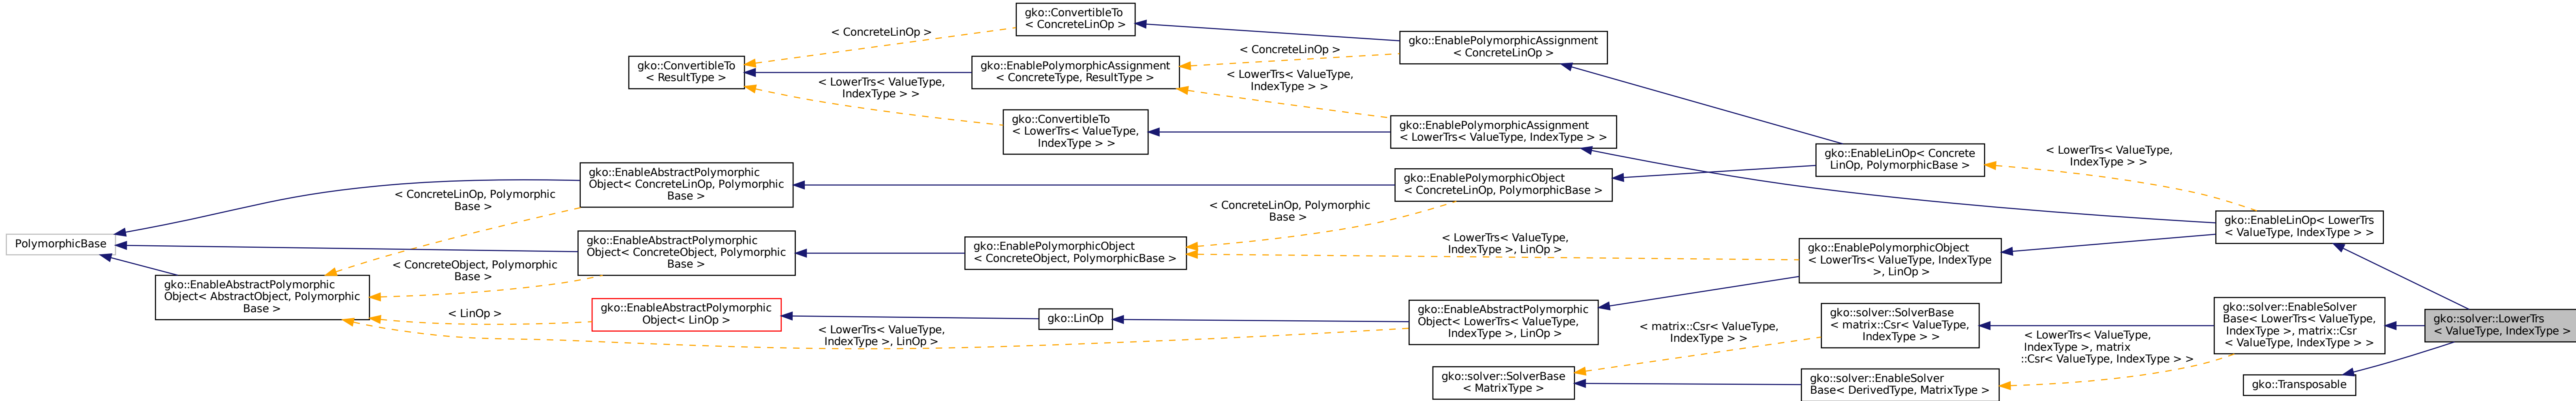 gko::ConvertibleTo
< ConcreteLinOp >
< ConcreteLinOp >
gko::EnablePolymorphicAssignment
< ConcreteLinOp >
< ConcreteLinOp >
gko::ConvertibleTo
< ResultType >
gko::EnablePolymorphicAssignment
< ConcreteType, ResultType >
< LowerTrs< ValueType,
IndexType > >
< LowerTrs< ValueType,
IndexType > >
gko::ConvertibleTo
< LowerTrs< ValueType,
IndexType > >
gko::EnablePolymorphicAssignment
< LowerTrs< ValueType, IndexType > >
gko::EnableLinOp< Concrete
LinOp, PolymorphicBase >
< LowerTrs< ValueType,
IndexType > >
gko::EnableAbstractPolymorphic
Object< ConcreteLinOp, Polymorphic
Base >
gko::EnablePolymorphicObject
< ConcreteLinOp, PolymorphicBase >
< ConcreteLinOp, Polymorphic
Base >
< ConcreteLinOp, Polymorphic
Base >
gko::EnableLinOp< LowerTrs
< ValueType, IndexType > >
PolymorphicBase
gko::EnableAbstractPolymorphic
Object< ConcreteObject, Polymorphic
Base >
gko::EnablePolymorphicObject
< ConcreteObject, PolymorphicBase >
< LowerTrs< ValueType,
IndexType >, LinOp >
gko::EnablePolymorphicObject
< LowerTrs< ValueType, IndexType
>, LinOp >
< ConcreteObject, Polymorphic
Base >
gko::EnableAbstractPolymorphic
Object< AbstractObject, Polymorphic
Base >
< LinOp >
gko::EnableAbstractPolymorphic
Object< LinOp >
gko::LinOp
gko::EnableAbstractPolymorphic
Object< LowerTrs< ValueType,
IndexType >, LinOp >
< LowerTrs< ValueType,
IndexType >, LinOp >
< matrix::Csr< ValueType,
IndexType > >
gko::solver::SolverBase
< matrix::Csr< ValueType,
IndexType > >
gko::solver::EnableSolver
Base< LowerTrs< ValueType,
IndexType >, matrix::Csr
< ValueType, IndexType > >
gko::solver::LowerTrs
< ValueType, IndexType >
< LowerTrs< ValueType,
IndexType >, matrix
::Csr< ValueType, IndexType > >
gko::solver::SolverBase
< MatrixType >
gko::solver::EnableSolver
Base< DerivedType, MatrixType >
gko::Transposable